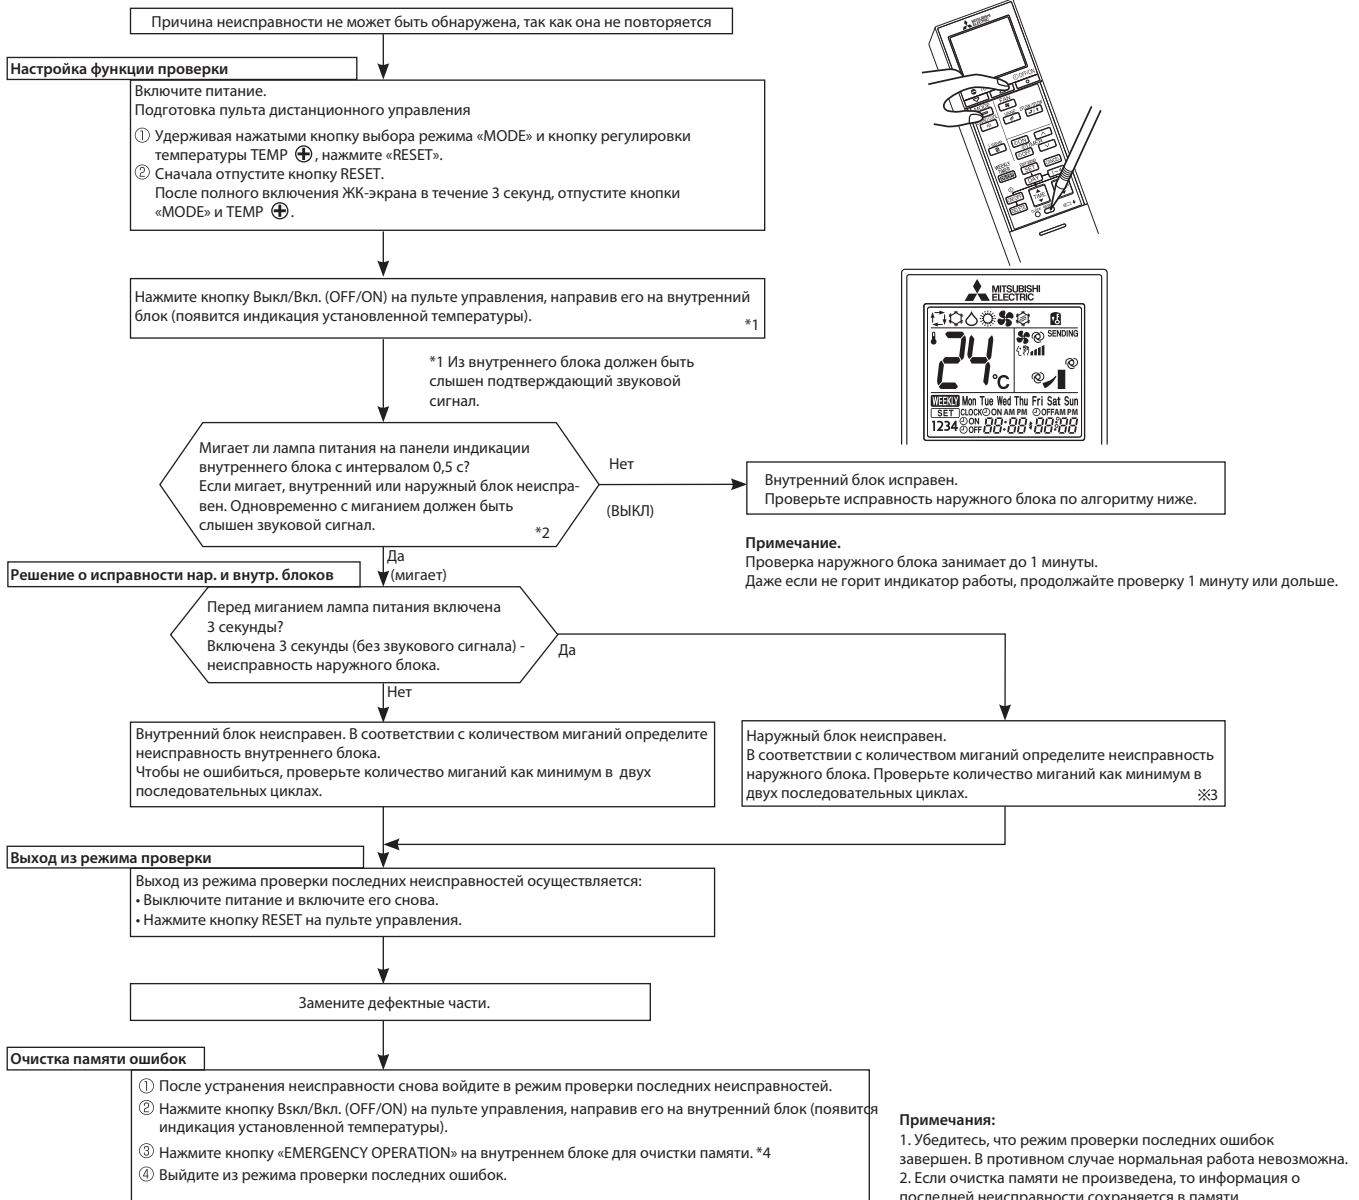 Причина неисправности не может быть обнаружена, так как она не повторяется
Настройка функции проверки
Включите питание.
Подготовка пульта дистанционного управления
① Удерживая нажатыми кнопку выбора режима «MODE» и кнопку регулировки
температуры TEMP ⊕, нажмите «RESET».
② Сначала отпустите кнопку RESET.
После полного включения ЖК-экрана в течение 3 секунд, отпустите кнопки
«MODE» и TEMP ⊕.
Нажмите кнопку Выкл/Вкл. (OFF/ON) на пульте управления, направив его на внутренний
блок (появится индикация установленной температуры).
*1
*1 Из внутреннего блока должен быть
слышен подтверждающий звуковой
сигнал.
MITSUBISHI
ELECTRIC
SENDING
24°C
WEEKLY Mon Tue Wed Thu Fri Sat Sun
SET CLOCK ON AM PM OFF AM PM
1234 ON OFF 88:88 88:88
Мигает ли лампа питания на панели индикации
внутреннего блока с интервалом 0,5 с?
Если мигает, внутренний или наружный блок неиспра-
вен. Одновременно с миганием должен быть
слышен звуковой сигнал.
*2
Нет
(ВЫКЛ)
Внутренний блок исправен.
Проверьте исправность наружного блока по алгоритму ниже.
Примечание.
Проверка наружного блока занимает до 1 минуты.
Даже если не горит индикатор работы, продолжайте проверку 1 минуту или дольше.
Да
(мигает)
Решение о исправности нар. и внутр. блоков
Перед миганием лампа питания включена
3 секунды?
Включена 3 секунды (без звукового сигнала) -
неисправность наружного блока.
Да
Нет
Внутренний блок неисправен. В соответствии с количеством миганий определите
неисправность внутреннего блока.
Чтобы не ошибиться, проверьте количество миганий как минимум в двух
последовательных циклах.
Наружный блок неисправен.
В соответствии с количеством миганий определите неисправность
наружного блока. Проверьте количество миганий как минимум в
двух последовательных циклах.
※3
Выход из режима проверки
Выход из режима проверки последних неисправностей осуществляется:
• Выключите питание и включите его снова.
• Нажмите кнопку RESET на пульте управления.
Замените дефектные части.
Очистка памяти ошибок
① После устранения неисправности снова войдите в режим проверки последних неисправностей.
② Нажмите кнопку Вsкл/Вкл. (OFF/ON) на пульте управления, направив его на внутренний блок (появится
индикация установленной температуры).
③ Нажмите кнопку «EMERGENCY OPERATION» на внутреннем блоке для очистки памяти. *4
④ Выйдите из режима проверки последних ошибок.
Примечания:
1. Убедитесь, что режим проверки последних ошибок
завершен. В противном случае нормальная работа невозможна.
2. Если очистка памяти не произведена, то информация о
последней неисправности сохраняется в памяти